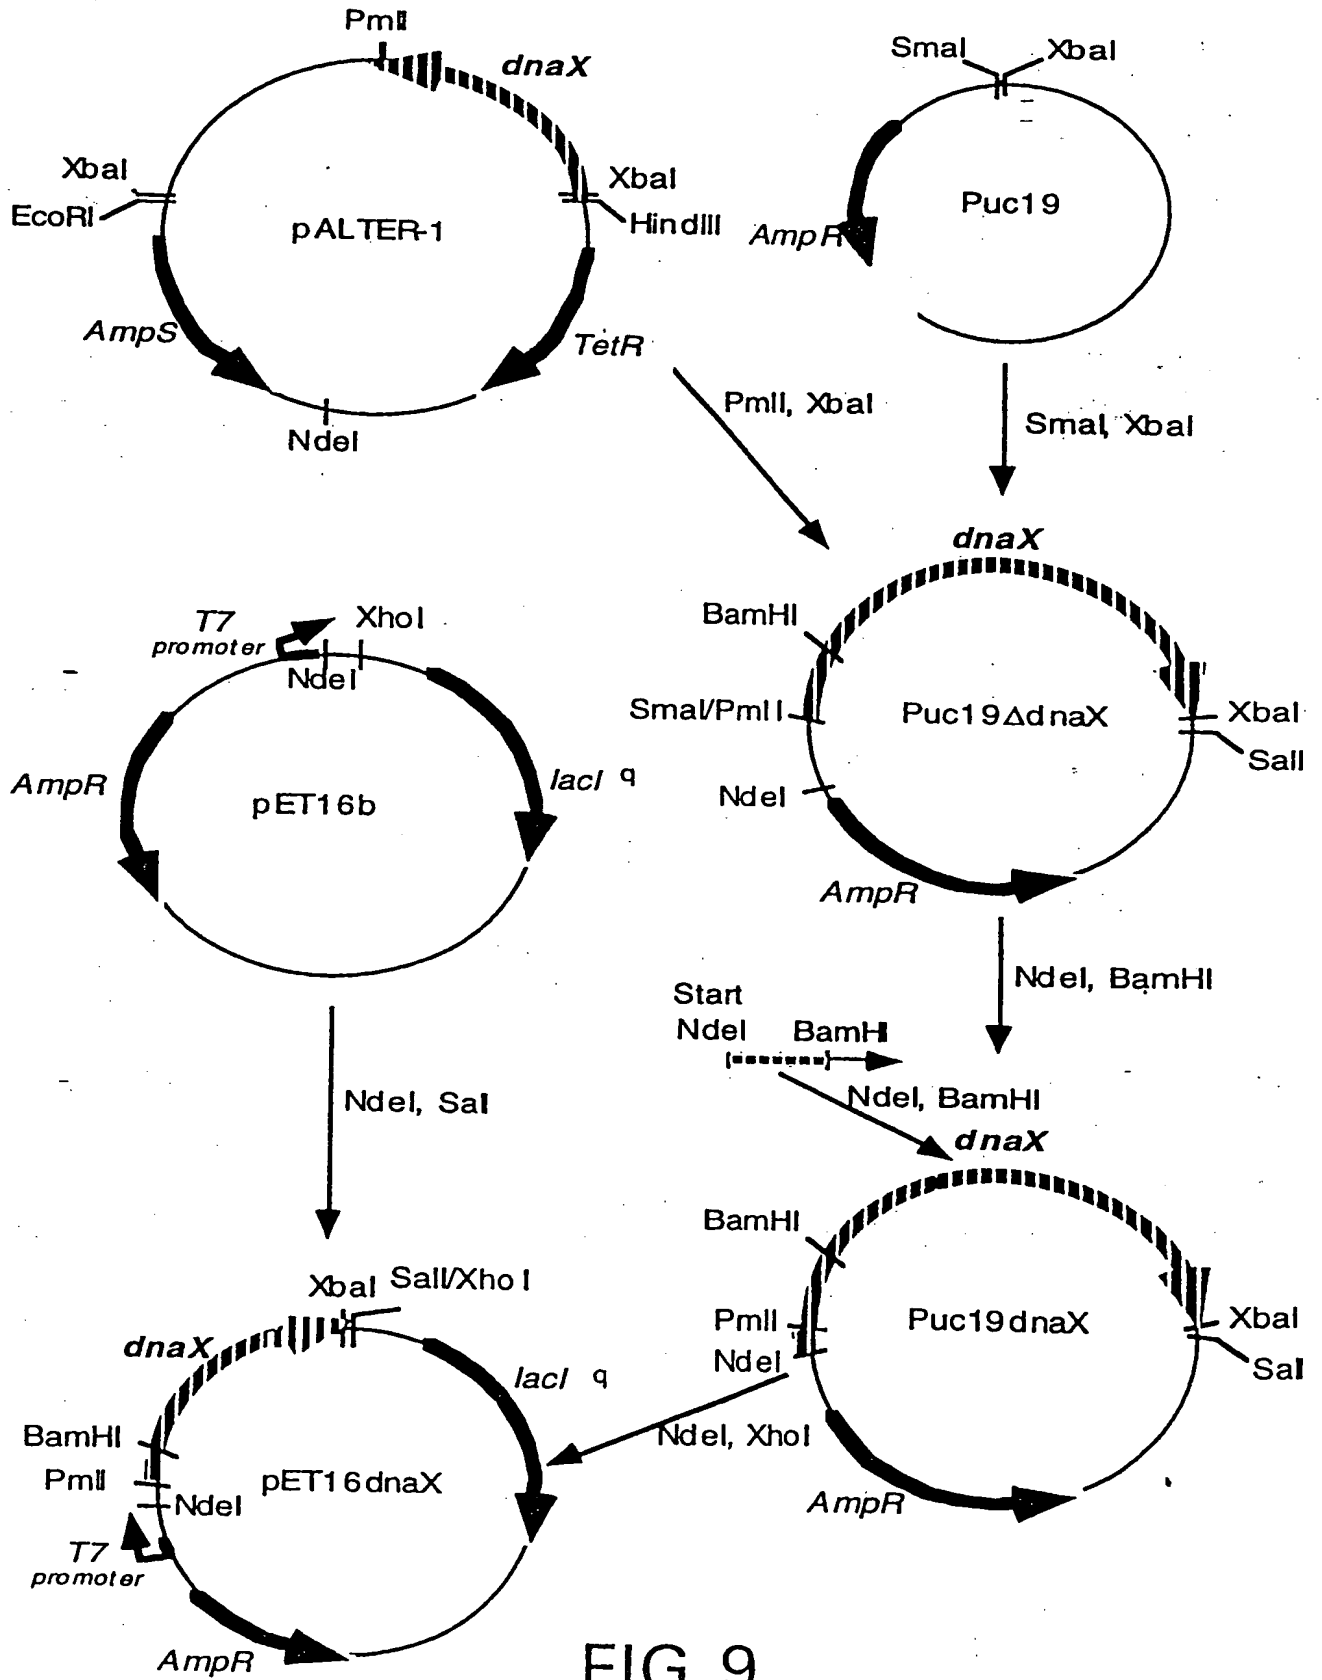 PmlI
dnaX
XbaI
EcoRI
pALTER-1
XbaI
HindIII
AmpS
TetR
NdeI
SmaI
XbaI
Puc19
AmpR
PmlI, XbaI
SmaI, XbaI
dnaX
BamHI
SmaI/PmlI
Puc19ΔdnaX
XbaI
SalI
NdeI
AmpR
T7
promoter
XhoI
NdeI
AmpR
pET16b
lacI q
NdeI, BamHI
Start
NdeI BamHI
NdeI, BamHI
NdeI, SalI
dnaX
BamHI
PmlI
NdeI
Puc19dnaX
XbaI
SalI
AmpR
NdeI, XhoI
XbaI SalI/XhoI
dnaX
lacI q
BamHI
PmlI
NdeI
pET16dnaX
T7
promoter
AmpR
FIG. 9